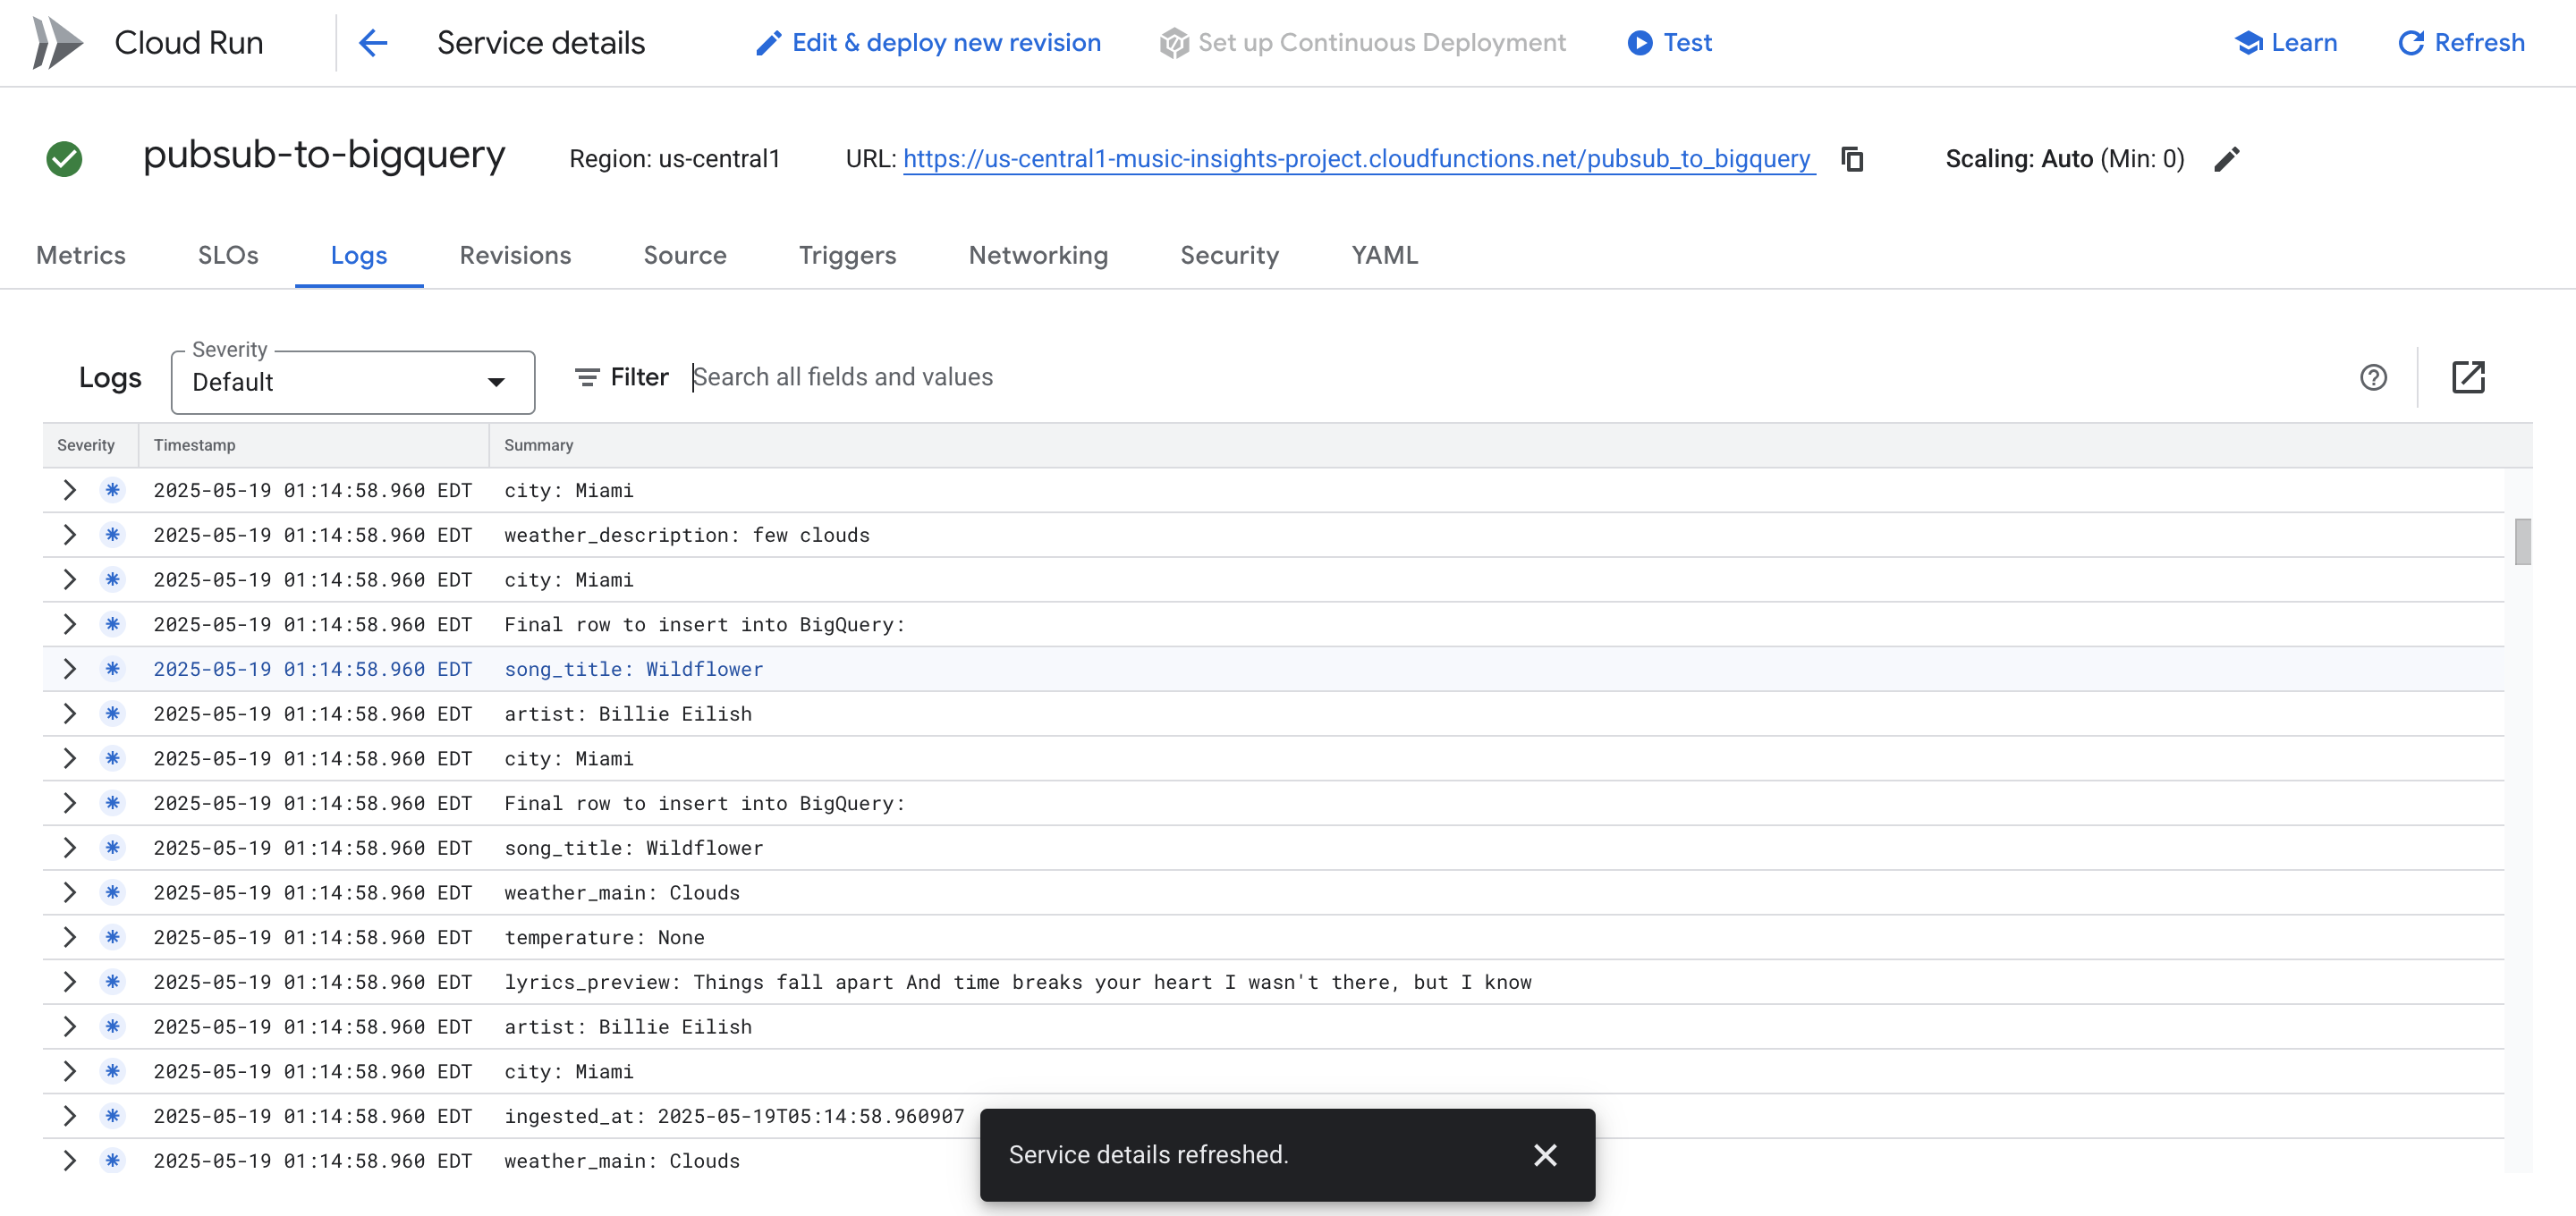 Cloud Run Service details Edit & deploy new revision Set up Continuous Deployment Test Learn Refresh
pubsub-to-bigquery Region: us-central1 URL: https://us-central1-music-insights-project.cloudfunctions.net/pubsub_to_bigquery Scaling: Auto (Min: 0)
Metrics SLOs Logs Revisions Source Triggers Networking Security YAML
Severity
Logs Default Filter Search all fields and values
Severity Timestamp Summary
2025-05-19 01:14:58.960 EDT city: Miami
2025-05-19 01:14:58.960 EDT weather_description: few clouds
2025-05-19 01:14:58.960 EDT city: Miami
2025-05-19 01:14:58.960 EDT Final row to insert into BigQuery:
2025-05-19 01:14:58.960 EDT song_title: Wildflower
2025-05-19 01:14:58.960 EDT artist: Billie Eilish
2025-05-19 01:14:58.960 EDT city: Miami
2025-05-19 01:14:58.960 EDT Final row to insert into BigQuery:
2025-05-19 01:14:58.960 EDT song_title: Wildflower
2025-05-19 01:14:58.960 EDT weather_main: Clouds
2025-05-19 01:14:58.960 EDT temperature: None
2025-05-19 01:14:58.960 EDT lyrics_preview: Things fall apart And time breaks your heart I wasn't there, but I know
2025-05-19 01:14:58.960 EDT artist: Billie Eilish
2025-05-19 01:14:58.960 EDT city: Miami
2025-05-19 01:14:58.960 EDT ingested_at: 2025-05-19T05:14:58.960907
2025-05-19 01:14:58.960 EDT weather_main: Clouds
Service details refreshed.